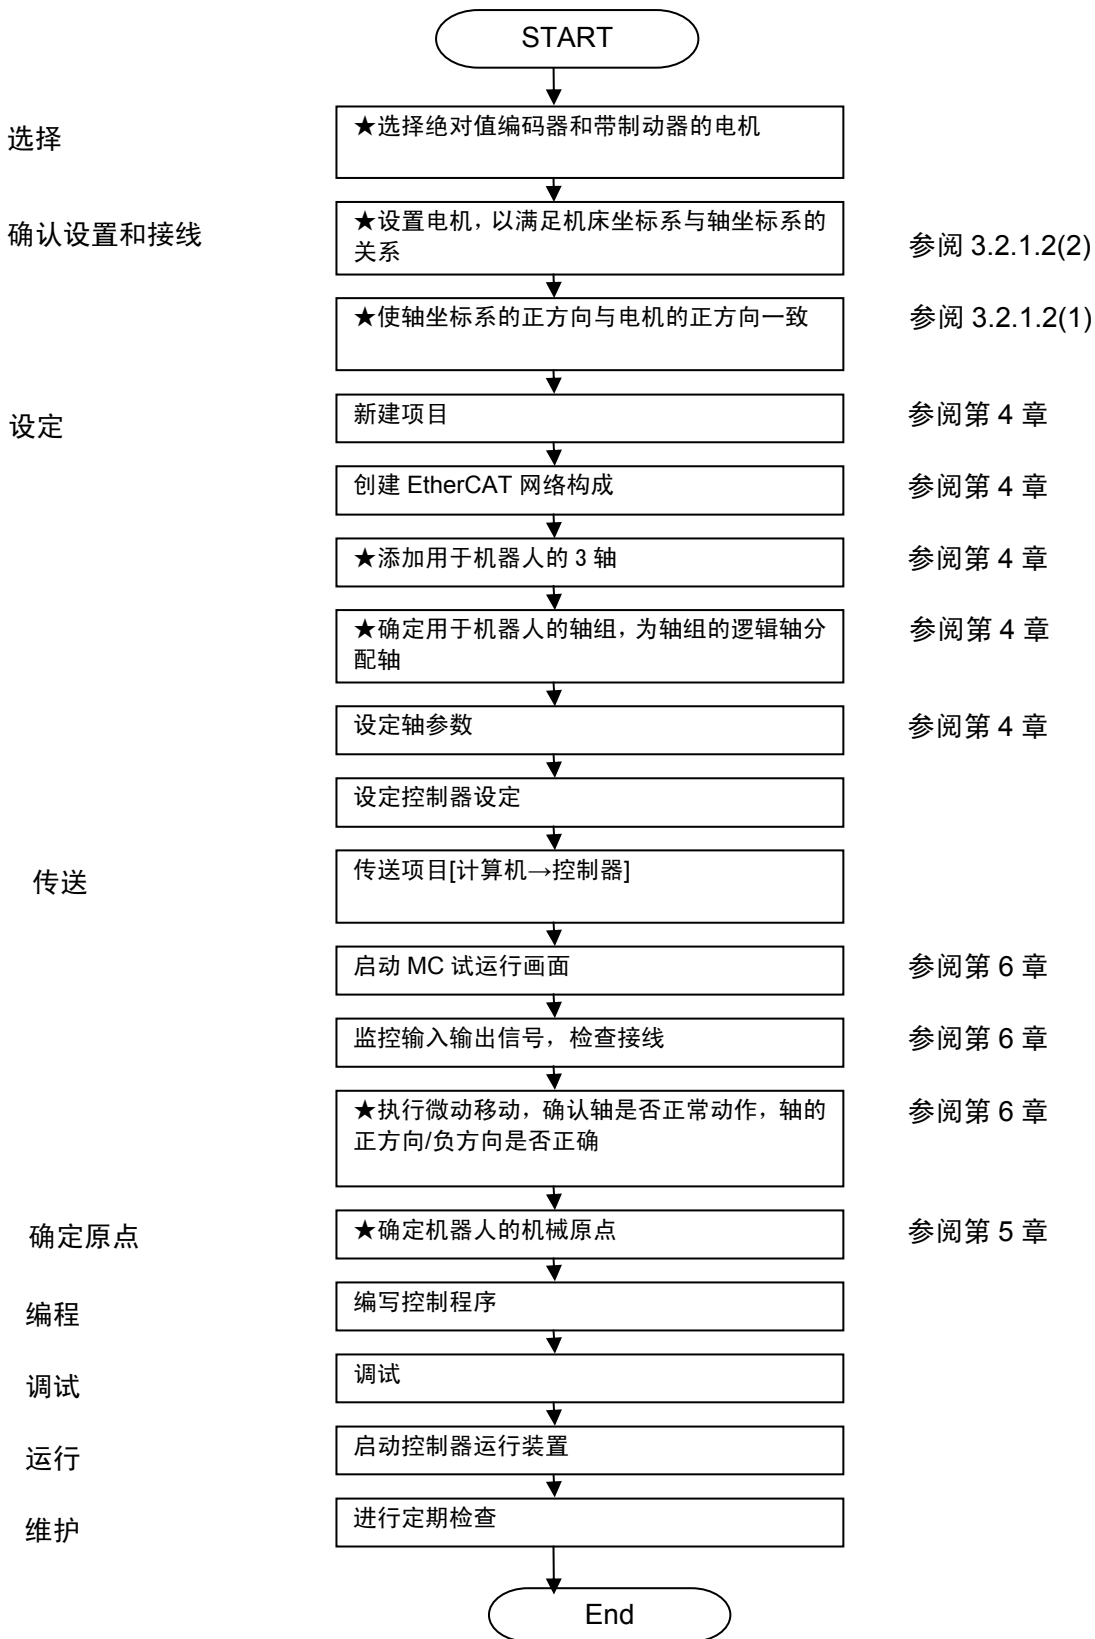 START
选择
★选择绝对值编码器和带制动器的电机
确认设置和接线
★设置电机，以满足机床坐标系与轴坐标系的
关系
参阅 3.2.1.2(2)
★使轴坐标系的正方向与电机的正方向一致
参阅 3.2.1.2(1)
设定
新建项目
参阅第 4 章
创建 EtherCAT 网络构成
参阅第 4 章
★添加用于机器人的 3 轴
参阅第 4 章
★确定用于机器人的轴组，为轴组的逻辑轴分
配轴
参阅第 4 章
设定轴参数
参阅第 4 章
设定控制器设定
传送
传送项目[计算机→控制器]
启动 MC 试运行画面
参阅第 6 章
监控输入输出信号，检查接线
参阅第 6 章
★执行微动移动，确认轴是否正常动作，轴的
正方向/负方向是否正确
参阅第 6 章
确定原点
★确定机器人的机械原点
参阅第 5 章
编程
编写控制程序
调试
调试
运行
启动控制器运行装置
维护
进行定期检查
End